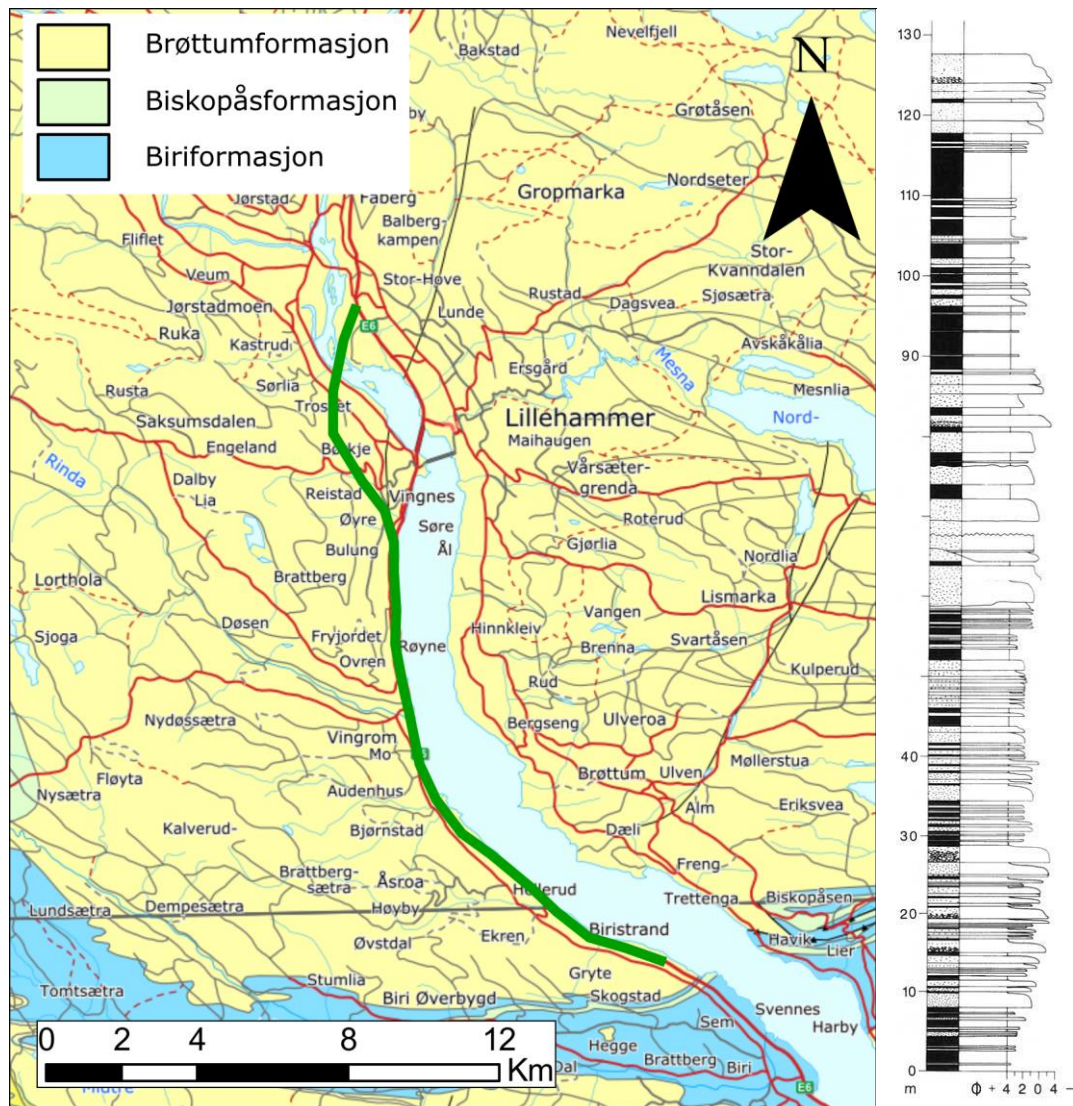 Brøttumformasjon
Biskopåsformasjon
Biriformasjon
N
Bakstad
Nevelfjell
Grøtåsen
by
Jørstad
Fåberg
Balberg-
kampen
Gropmarka
Nordseter
Fliflet
Veum
Stor-Hove
Stor-
Kvanndalen
Jørstadmoen
Lunde
Rustad
Dagsvea
Sjøsætra
Ruka
E6
Kastrud
Avskåkålia
Ersgård
Mesna
Mesnlia
Rusta
Sørlia
Saksumsdalen
Lillehammer
Nord-
Engeland
Maihaugen
Rinda
Dalby
Lia
Reistad
Vingnes
Vårsæter-
grenda
Øyre
Søre
Ål
Roterud
Bulung
Gjørlia
Nordlia
Lorthola
Brattberg
Lismarka
Døsen
Vangen
Sjoga
Fryjordet
Hinnkleiv
Svartåsen
Røyne
Brenna
Ovren
Kulperud
Rud
Nydøssætra
Bergseng
Ulveroa
Vingrom
Mo
Fløyta
Brøttum
Ulven
Møllerstua
Nysætra
Audenhus
Alm
Eriksvea
Kalverud-
Bjørnstad
Dæli
Brattberg-
sætra
Åsroa
Freng
Lundsætra
Dempesætra
Høyby
Trettenga
Biskopåsen
Biristrand
Havik
Øvstdal
Ekren
Lier
Gryte
Stumlia
Tomtsætra
Biri Øverbygd
Skogstad
Svennes
Sem
Harby
Hegge
Brattberg
Biri
E6
0 2 4 8 12
Km
130
120
110
100
90
40
30
20
10
0
m
ϕ + 4 2 0 4 –